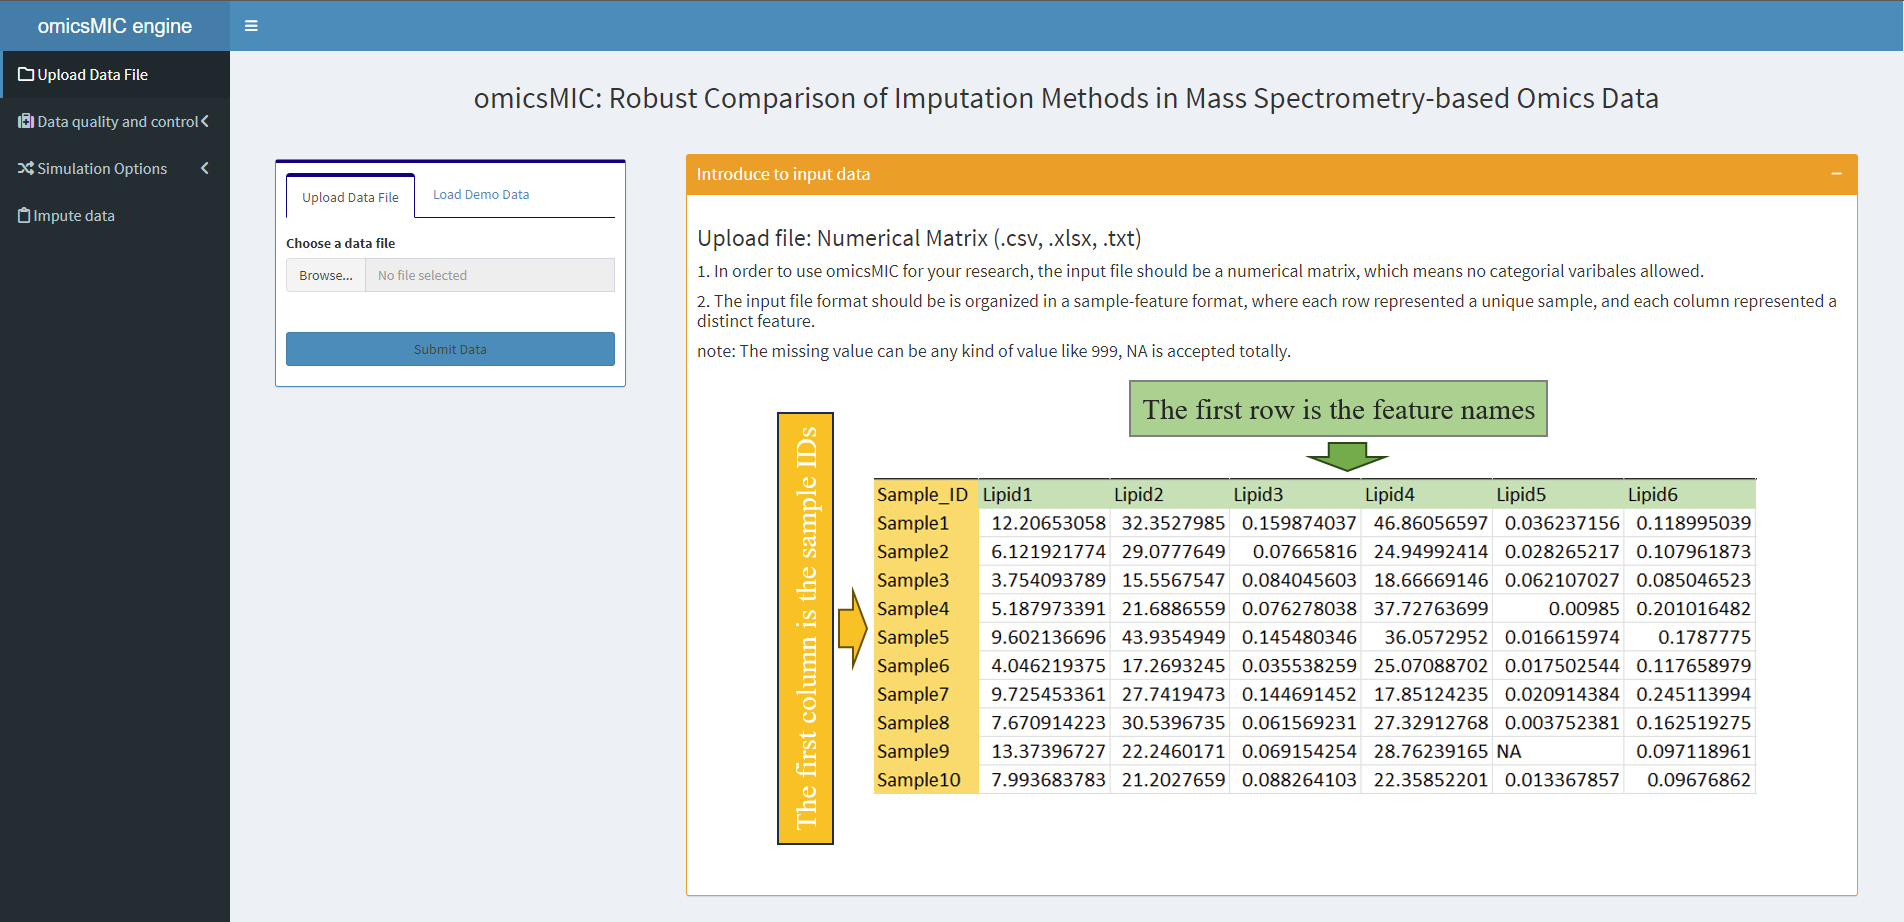 omicsMIC engine
Upload Data File
Data quality and control
Simulation Options
Impute data
omicsMIC: Robust Comparison of Imputation Methods in Mass Spectrometry-based Omics Data
Upload Data File
Load Demo Data
Choose a data file
Browse...
No file selected
Submit Data
Introduce to input data
Upload file: Numerical Matrix (.csv, .xlsx, .txt)
1. In order to use omicsMIC for your research, the input file should be a numerical matrix, which means no categorial varibales allowed.
2. The input file format should be is organized in a sample-feature format, where each row represented a unique sample, and each column represented a
distinct feature.
note: The missing value can be any kind of value like 999, NA is accepted totally.
The first row is the feature names
The first column is the sample IDs
Sample_ID Lipid1 Lipid2 Lipid3 Lipid4 Lipid5 Lipid6
Sample1 12.20653058 32.3527985 0.159874037 46.86056597 0.036237156 0.118995039
Sample2 6.121921774 29.0777649 0.07665816 24.94992414 0.028265217 0.107961873
Sample3 3.754093789 15.5567547 0.084045603 18.66669146 0.062107027 0.085046523
Sample4 5.187973391 21.6886559 0.076278038 37.72763699 0.00985 0.201016482
Sample5 9.602136696 43.9354949 0.145480346 36.0572952 0.016615974 0.1787775
Sample6 4.046219375 17.2693245 0.035538259 25.07088702 0.017502544 0.117658979
Sample7 9.725453361 27.7419473 0.144691452 17.85124235 0.020914384 0.245113994
Sample8 7.670914223 30.5396735 0.061569231 27.32912768 0.003752381 0.162519275
Sample9 13.37396727 22.2460171 0.069154254 28.76239165 NA 0.097118961
Sample10 7.993683783 21.2027659 0.088264103 22.35852201 0.013367857 0.09676862